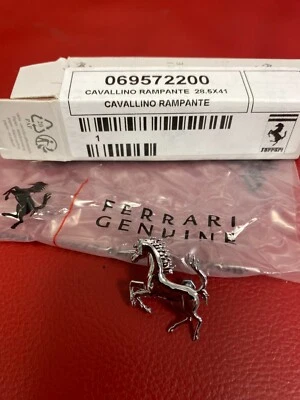 069572200
CAVALLINO RAMPANTE 28.5X41
CAVALLINO RAMPANTE
1
Ferrari
FERRARI
GENUINE